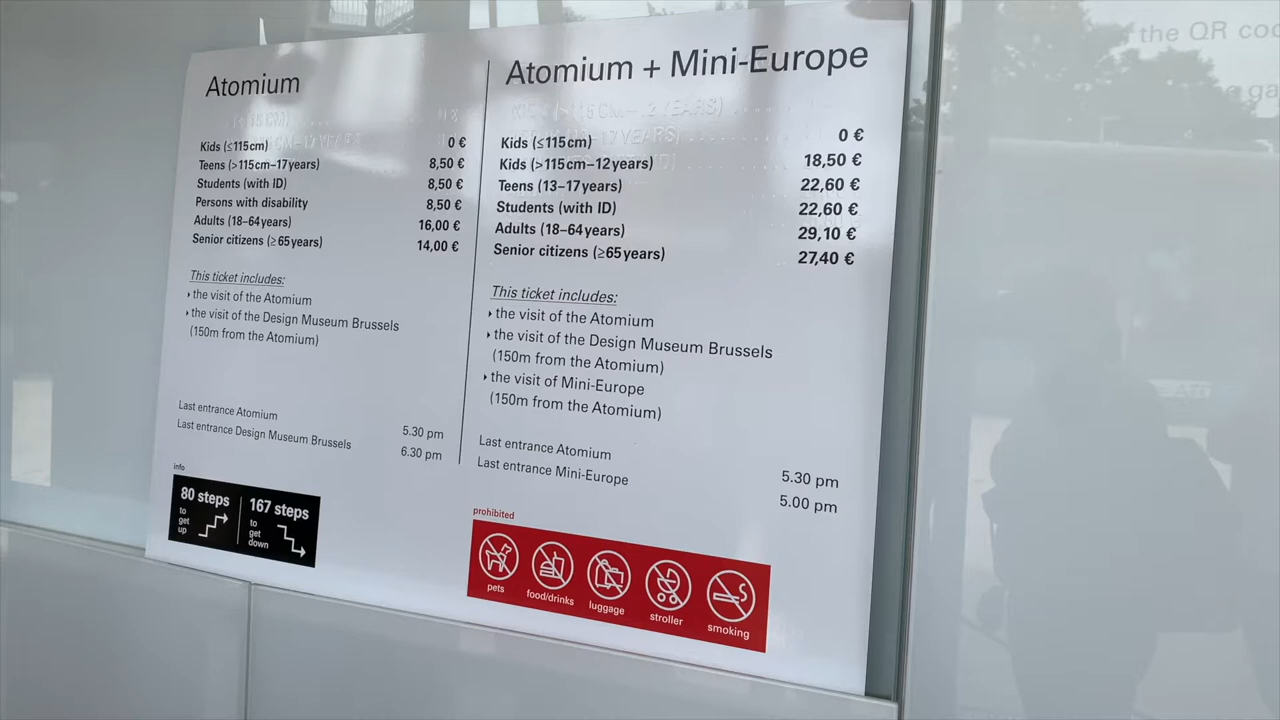 Atomium
Kids (≤115cm) 0 €
Teens (>115cm–17years) 8,50 €
Students (with ID) 8,50 €
Persons with disability 8,50 €
Adults (18–64years) 16,00 €
Senior citizens (≥65years) 14,00 €
This ticket includes:
the visit of the Atomium
the visit of the Design Museum Brussels
(150m from the Atomium)
Last entrance Atomium 5.30 pm
Last entrance Design Museum Brussels 6.30 pm
info
80 steps
to
get
up
167 steps
to
get
down
Atomium + Mini-Europe
Kids (≤115cm) 0 €
Kids (>115cm–12years) 18,50 €
Teens (13–17years) 22,60 €
Students (with ID) 22,60 €
Adults (18–64years) 29,10 €
Senior citizens (≥65years) 27,40 €
This ticket includes:
the visit of the Atomium
the visit of the Design Museum Brussels
(150m from the Atomium)
the visit of Mini-Europe
(150m from the Atomium)
Last entrance Atomium 5.30 pm
Last entrance Mini-Europe 5.00 pm
prohibited
pets
food/drinks
luggage
stroller
smoking
the QR